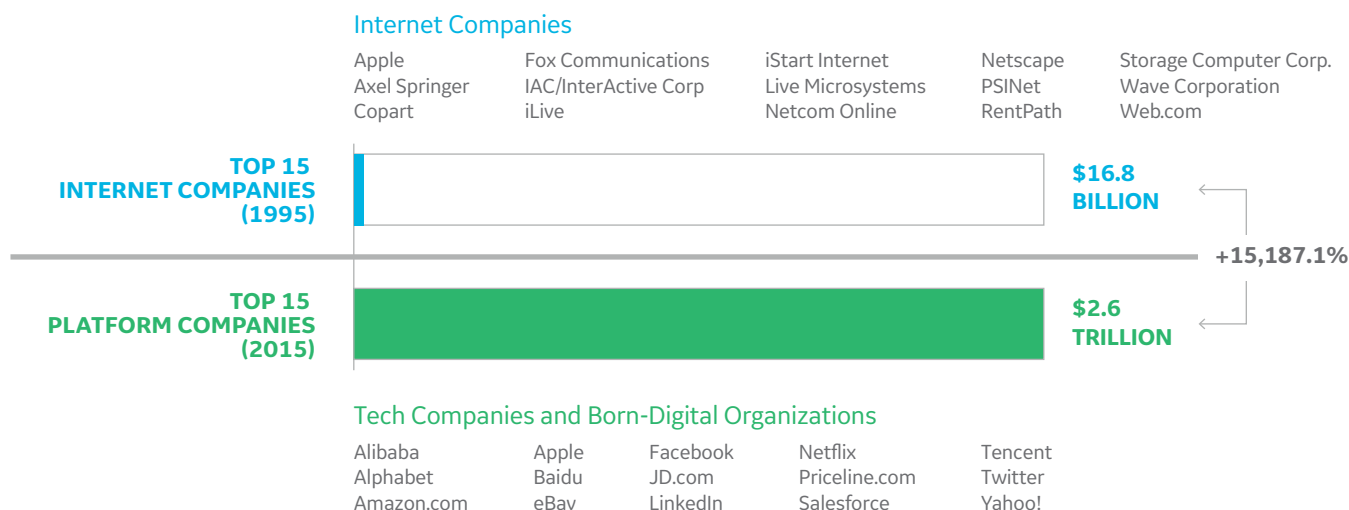 Internet Companies
Apple Fox Communications iStart Internet Netscape Storage Computer Corp.
Axel Springer IAC/InterActive Corp Live Microsystems PSINet Wave Corporation
Copart iLive Netcom Online RentPath Web.com
TOP 15
INTERNET COMPANIES
(1995)
$16.8
BILLION
+15,187.1%
TOP 15
PLATFORM COMPANIES
(2015)
$2.6
TRILLION
Tech Companies and Born-Digital Organizations
Alibaba Apple Facebook Netflix Tencent
Alphabet Baidu JD.com Priceline.com Twitter
Amazon.com eBay LinkedIn Salesforce Yahoo!